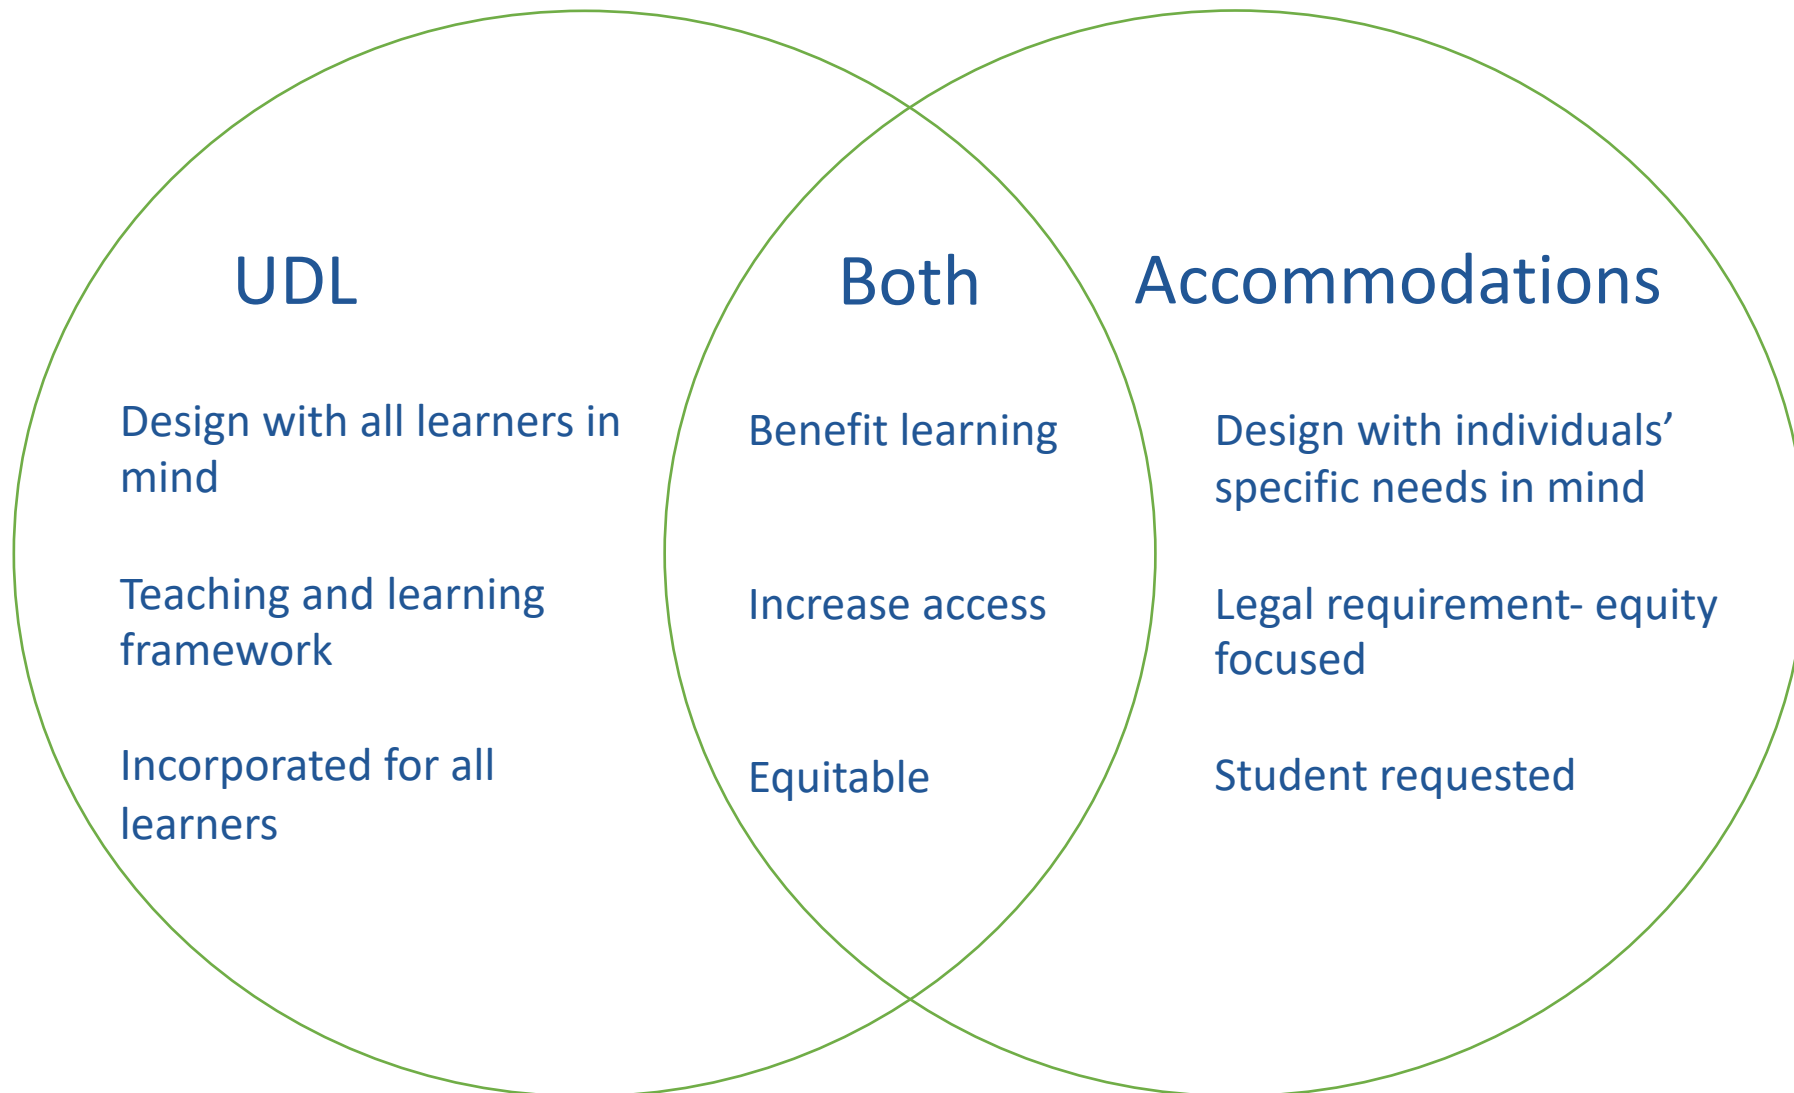 UDL
Design with all learners in
mind
Teaching and learning
framework
Incorporated for all
learners
Both
Benefit learning
Increase access
Equitable
Accommodations
Design with individuals’
specific needs in mind
Legal requirement- equity
focused
Student requested